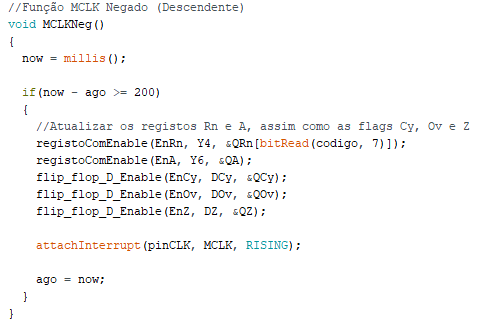 //Função MCLK Negado (Descendente)
void MCLKNeg()
{
  now = millis();

  if(now - ago >= 200)
  {
    //Atualizar os registos Rn e A, assim como as flags Cy, Ov e Z
    registoComEnable(EnRn, Y4, &QRn[bitRead(codigo, 7)]);
    registoComEnable(EnA, Y6, &QA);
    flip_flop_D_Enable(EnCy, DCy, &QCy);
    flip_flop_D_Enable(EnOv, DOv, &QOv);
    flip_flop_D_Enable(EnZ, DZ, &QZ);

    attachInterrupt(pinCLK, MCLK, RISING);

    ago = now;
  }
}